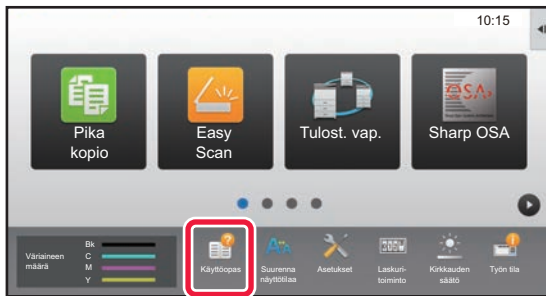 10:15
Pika
kopio
Easy
Scan
Tulost. vap.
OSA
Sharp OSA
Väriaineen
määrä
Bk
C
M
Y
Käyttöopas
Suurenna
näyttötilaa
Asetukset
Laskuri-
toiminto
Kirkkauden
säätö
Työn tila